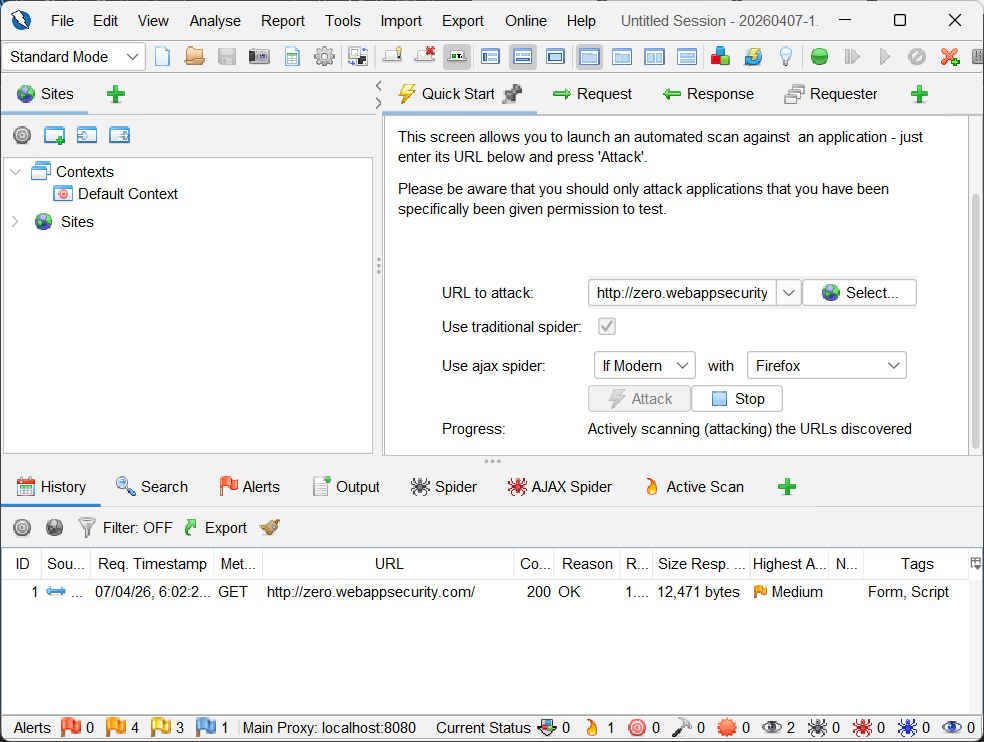 File Edit View Analyse Report Tools Import Export Online Help Untitled Session - 20260407-1
Standard Mode
Sites
Quick Start Request Response Requester
Contexts
Default Context
Sites
This screen allows you to launch an automated scan against an application - just
enter its URL below and press 'Attack'.
Please be aware that you should only attack applications that you have been
specifically been given permission to test.
URL to attack: http://zero.webappsecurity Select...
Use traditional spider:
Use ajax spider: If Modern with Firefox
Attack Stop
Progress: Actively scanning (attacking) the URLs discovered
History Search Alerts Output Spider AJAX Spider Active Scan
Filter: OFF Export
ID Sou... Req. Timestamp Met... URL Co... Reason R... Size Resp. ... Highest A... N... Tags
1 ... 07/04/26, 6:02:2... GET http://zero.webappsecurity.com/ 200 OK 1.... 12,471 bytes Medium Form, Script
Alerts 0 4 3 1 Main Proxy: localhost:8080 Current Status 0 1 0 0 0 2 0 0 0 0